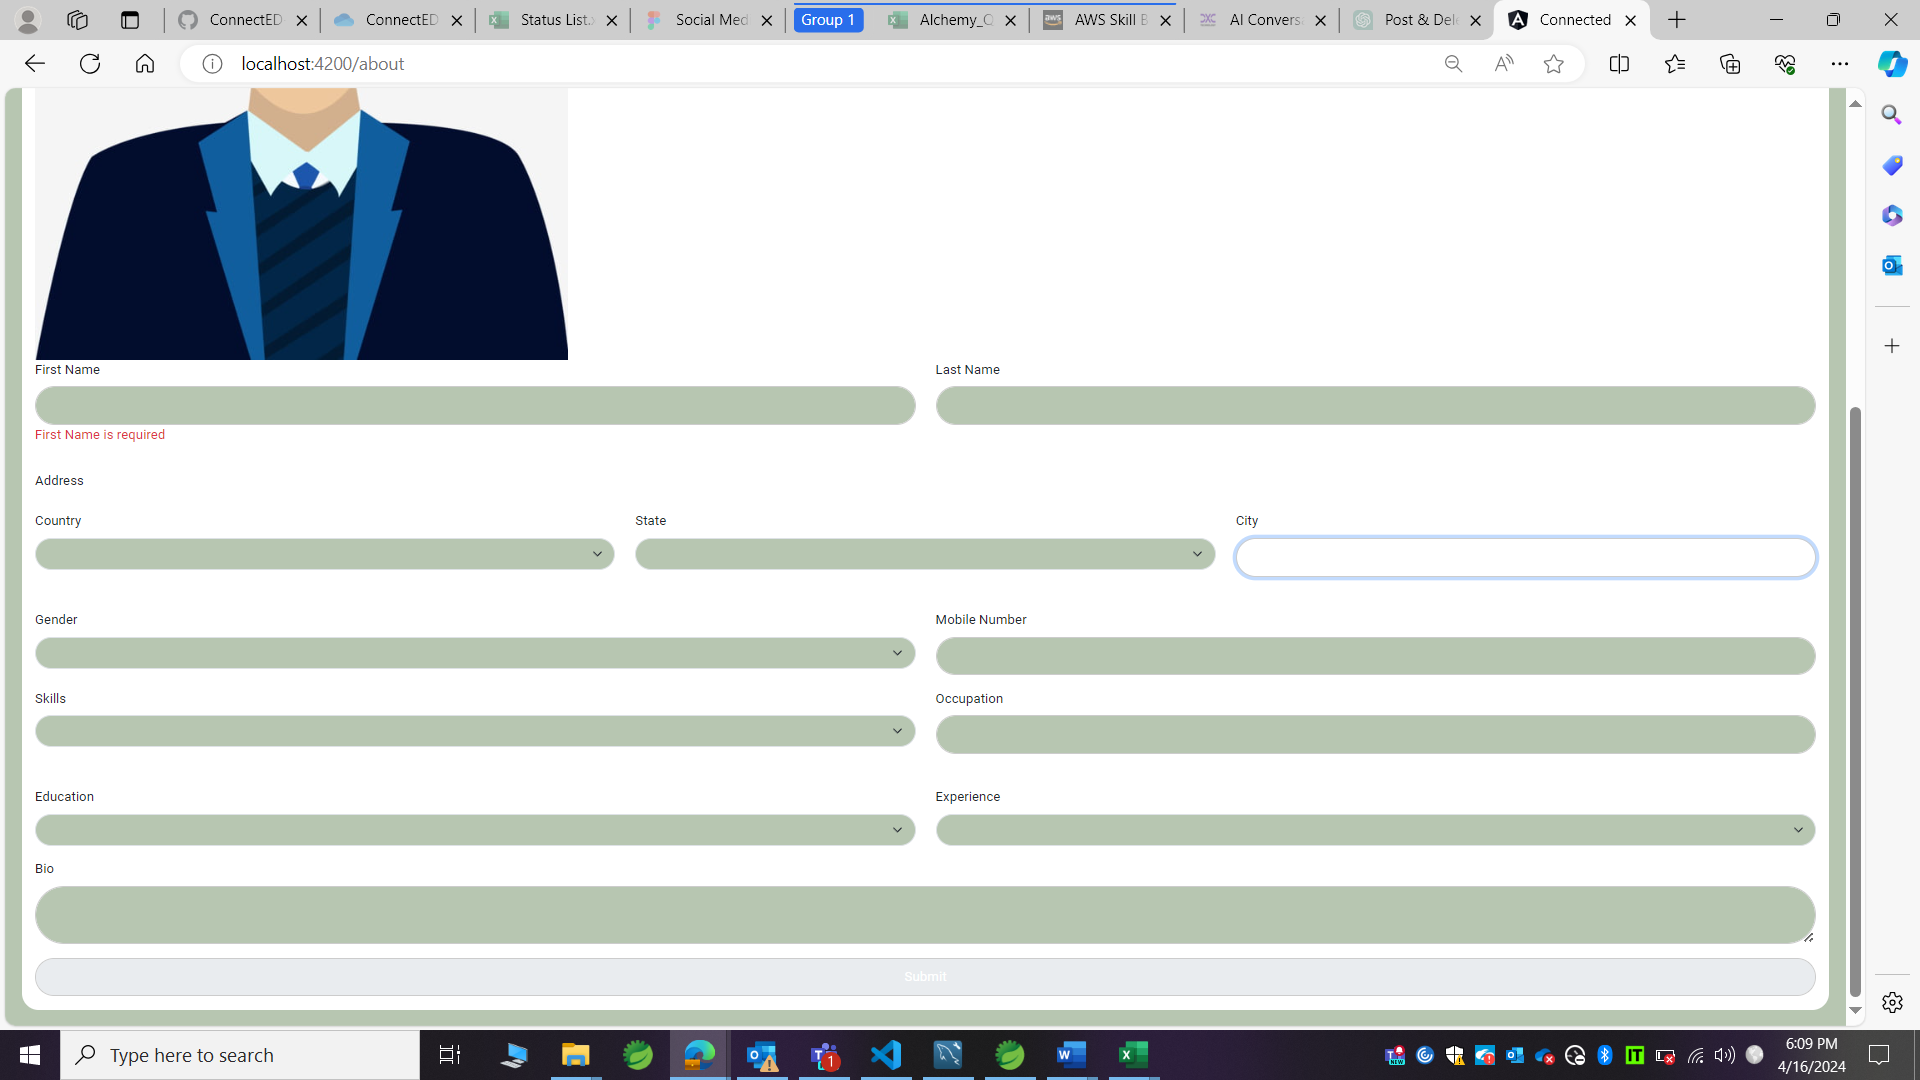 ConnectED
ConnectED
Status List.x
Social Med
Group 1
Alchemy_C
AWS Skill B
AI Convers
Post & Dele
Connected
localhost:4200/about
First Name
Last Name
First Name is required
Address
Country
State
City
Gender
Mobile Number
Skills
Occupation
Education
Experience
Bio
Submit
Type here to search
1
6:09 PM
4/16/2024